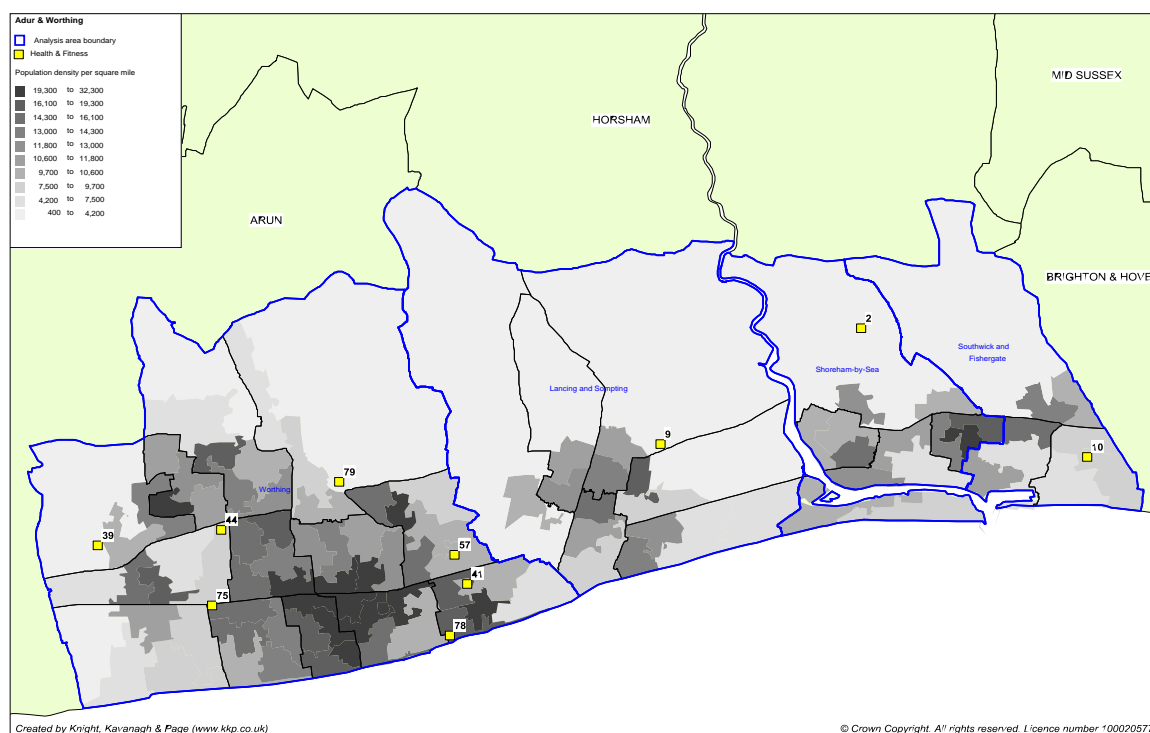 Adur & Worthing
Analysis area boundary
Health & Fitness
Population density per square mile
19,300 to 32,300
16,100 to 19,300
14,300 to 16,100
13,000 to 14,300
11,800 to 13,000
10,600 to 11,800
9,700 to 10,600
7,500 to 9,700
4,200 to 7,500
400 to 4,200
MID SUSSEX
HORSHAM
ARUN
BRIGHTON & HOVE
2
Southwick and
Fishergate
Shoreham-by-Sea
Lancing and Sompting
9
10
79
Worthing
44
39
57
41
75
78
Created by Knight, Kavanagh & Page (www.kkp.co.uk)
© Crown Copyright. All rights reserved. Licence number 100020577